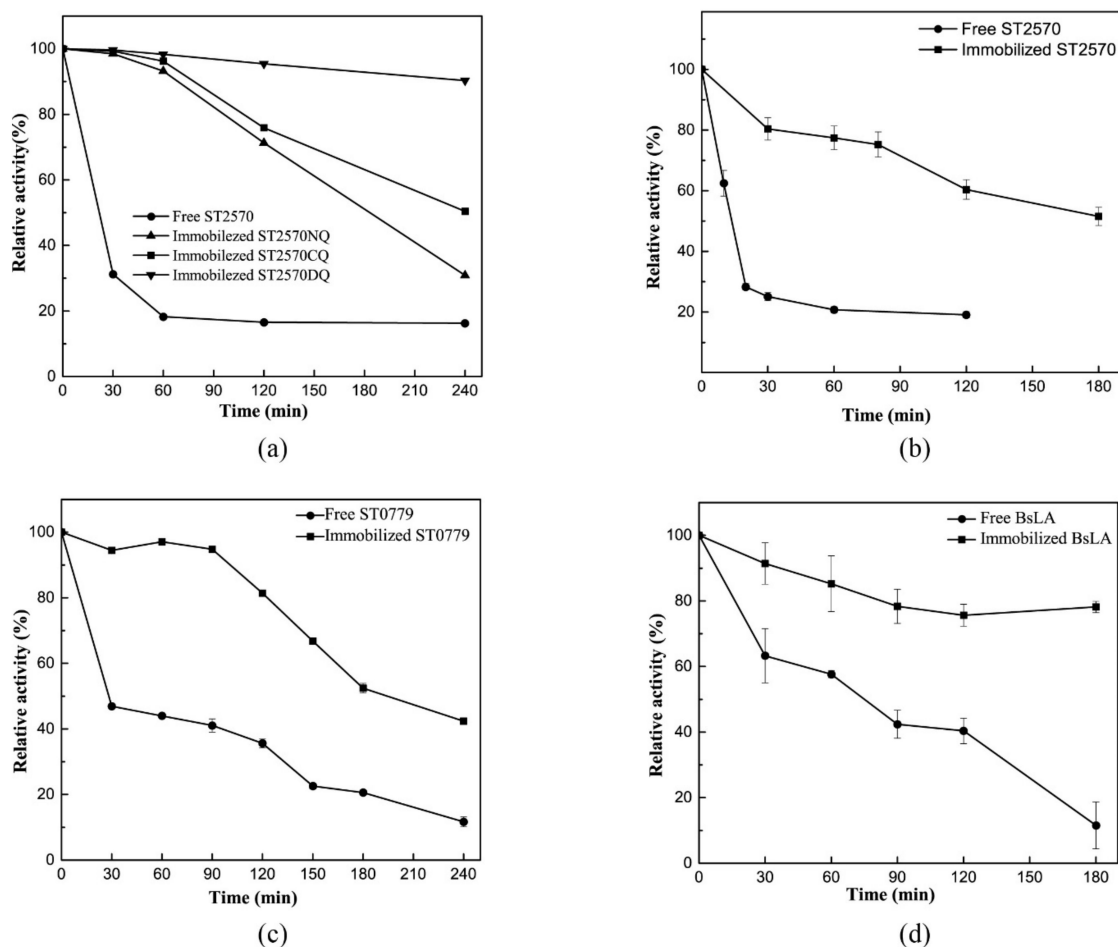 Relative activity(%)
100
80
60
40
20
0
Free ST2570
Immobilezed ST2570NQ
Immobilezed ST2570CQ
Immobilezed ST2570DQ
0 30 60 90 120 150 180 210 240
Time (min)
(a)
Relative activity (%)
100
80
60
40
20
Free ST2570
Immobilized ST2570
0 30 60 90 120 150 180
Time (min)
(b)
Relative activity (%)
100
80
60
40
20
0
Free ST0779
Immobilized ST0779
0 30 60 90 120 150 180 210 240
Time (min)
(c)
Relative activity (%)
100
80
60
40
20
0
Free BsLA
Immobilized BsLA
0 30 60 90 120 150 180
Time (min)
(d)